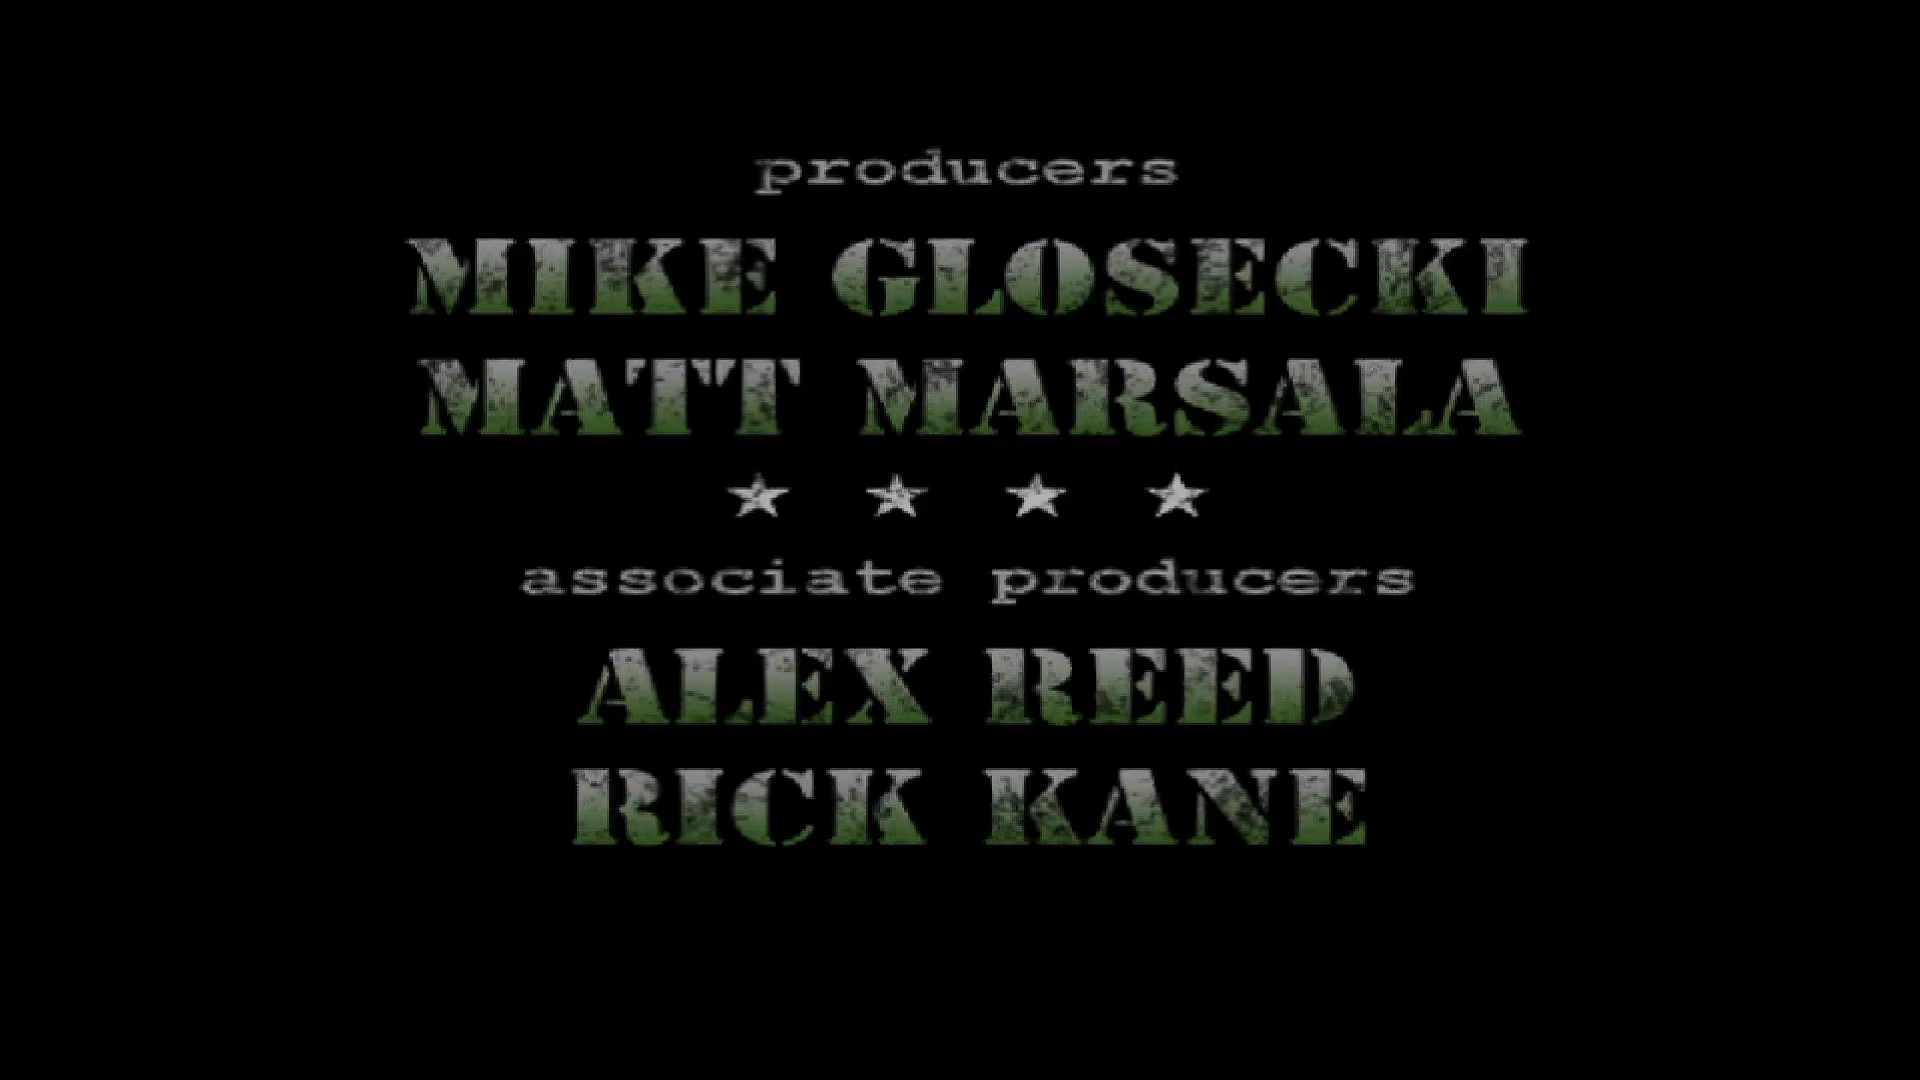 producers
MIKE GLOSECKI
MATT MARSALA
★ ★ ★ ★
associate producers
ALEX REED
RICK KANE